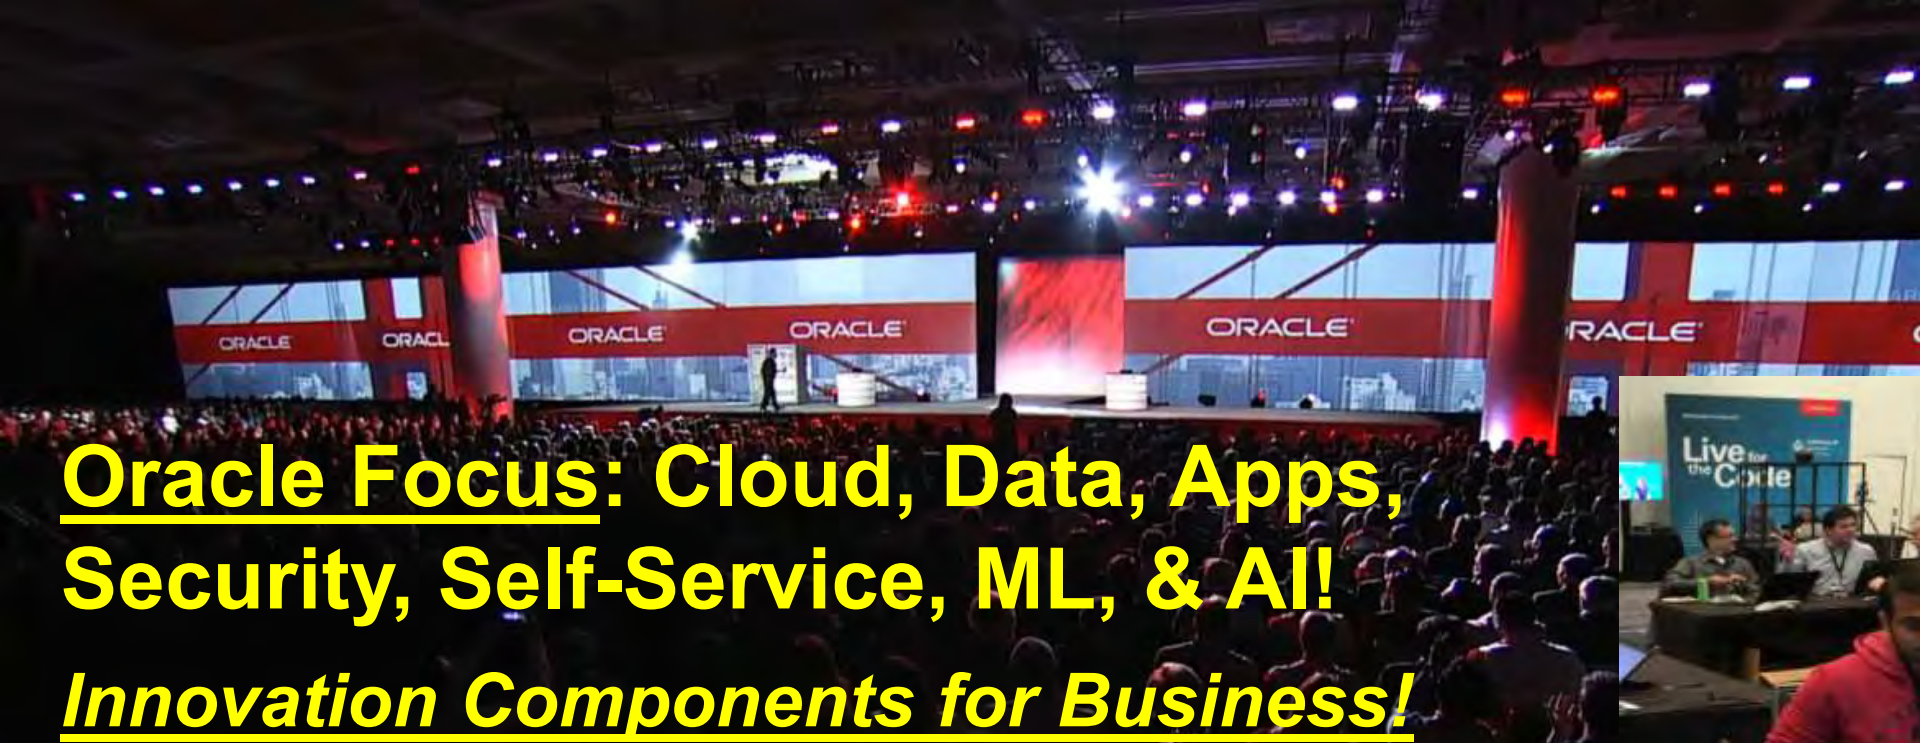 ORACLE ORACL ORACLE ORACLE ORACLE RACLE
Live for
the Code
Oracle Focus: Cloud, Data, Apps,
Security, Self-Service, ML, & AI!
Innovation Components for Business!